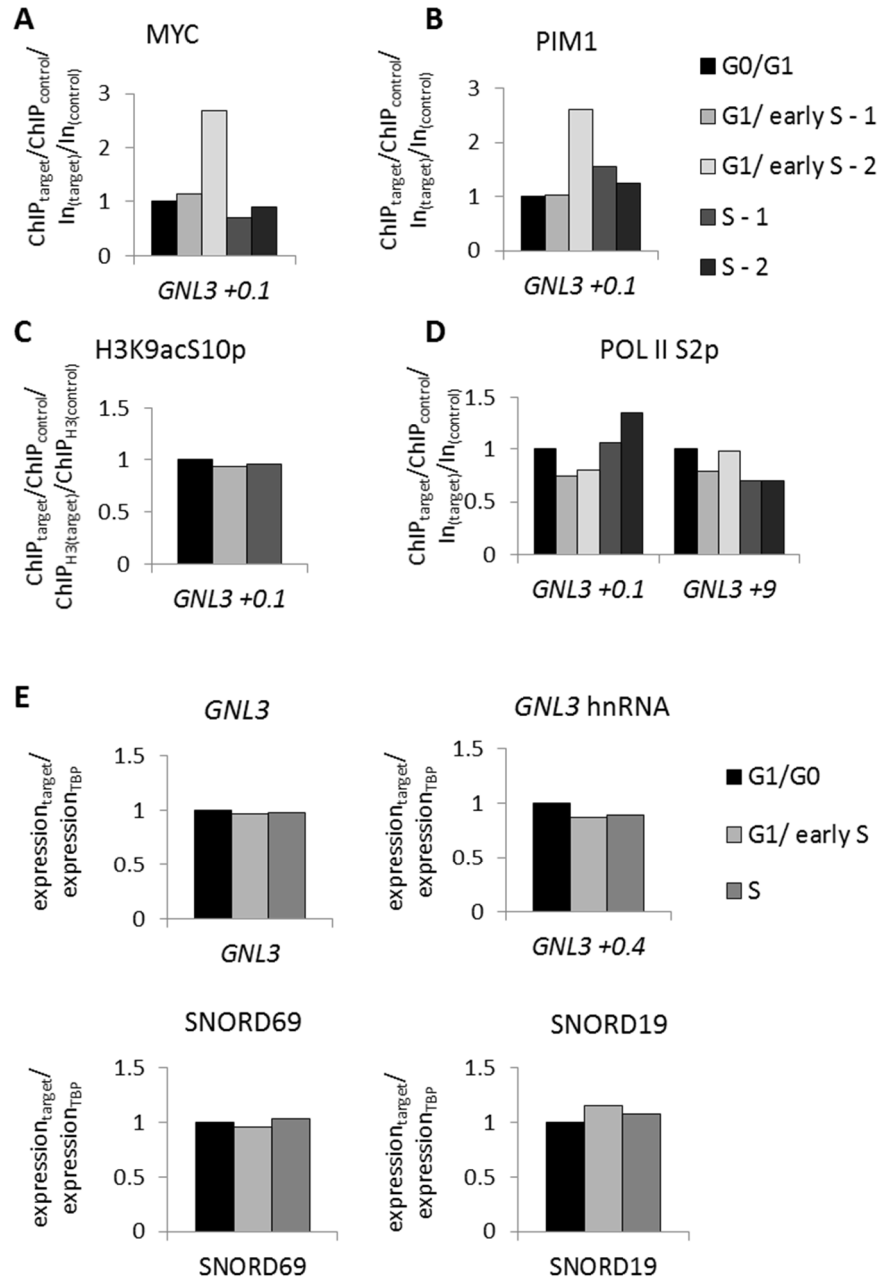 A
MYC
ChIPtarget/ChIPcontrol/
In(target)/In(control)
3
2
1
0
GNL3 +0.1
B
PIM1
ChIPtarget/ChIPcontrol/
In(target)/In(control)
3
2
1
0
GNL3 +0.1
G0/G1
G1/ early S - 1
G1/ early S - 2
S - 1
S - 2
C
H3K9acS10p
ChIPtarget/ChIPcontrol/
ChIPH3(target)/ChIPH3(control)
1.5
1
0.5
0
GNL3 +0.1
D
POL II S2p
ChIPtarget/ChIPcontrol/
In(target)/In(control)
1.5
1
0.5
0
GNL3 +0.1
GNL3 +9
E
GNL3
expressiontarget/
expressionTBP
1.5
1
0.5
0
GNL3
GNL3 hnRNA
expressiontarget/
expressionTBP
1.5
1
0.5
0
GNL3 +0.4
G1/G0
G1/ early S
S
SNORD69
expressiontarget/
expressionTBP
1.5
1
0.5
0
SNORD69
SNORD19
expressiontarget/
expressionTBP
1.5
1
0.5
0
SNORD19